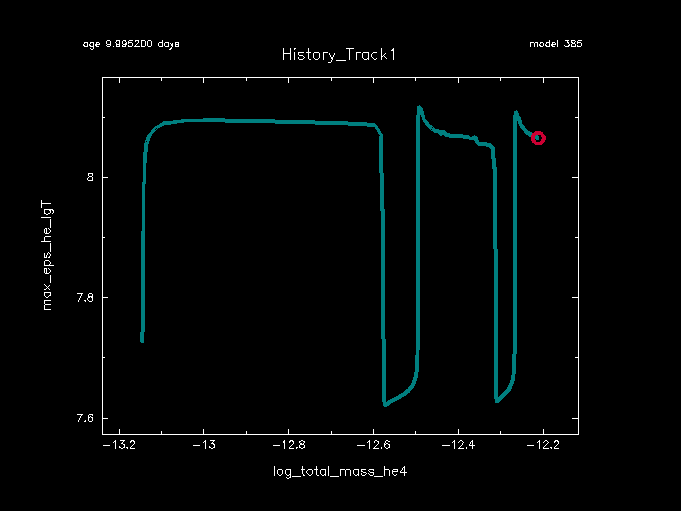 age 9.995200 days
model 385
History_Track1
8
7.8
7.6
max_eps_he_lgT
-13.2
-13
-12.8
-12.6
-12.4
-12.2
log_total_mass_he4